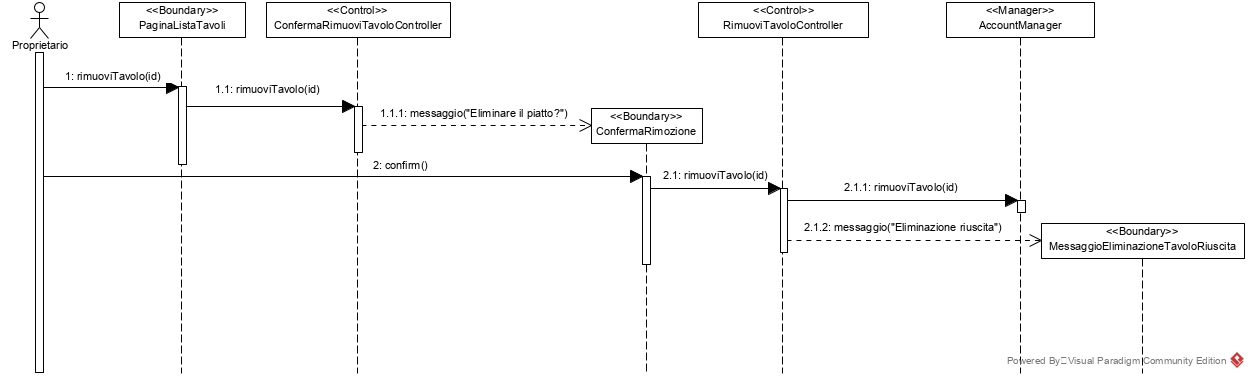 <<Boundary>>
PaginaListaTavoli
<<Control>>
ConfermaRimuoviTavoloController
<<Control>>
RimuoviTavoloController
<<Manager>>
AccountManager
Proprietario
1: rimuoviTavolo(id)
1.1: rimuoviTavolo(id)
1.1.1: messaggio("Eliminare il piatto?")
<<Boundary>>
ConfermaRimozione
2: confirm()
2.1: rimuoviTavolo(id)
2.1.1: rimuoviTavolo(id)
2.1.2: messaggio("Eliminazione riuscita")
<<Boundary>>
MessaggioEliminazioneTavoloRiuscita
Powered By Visual Paradigm Community Edition